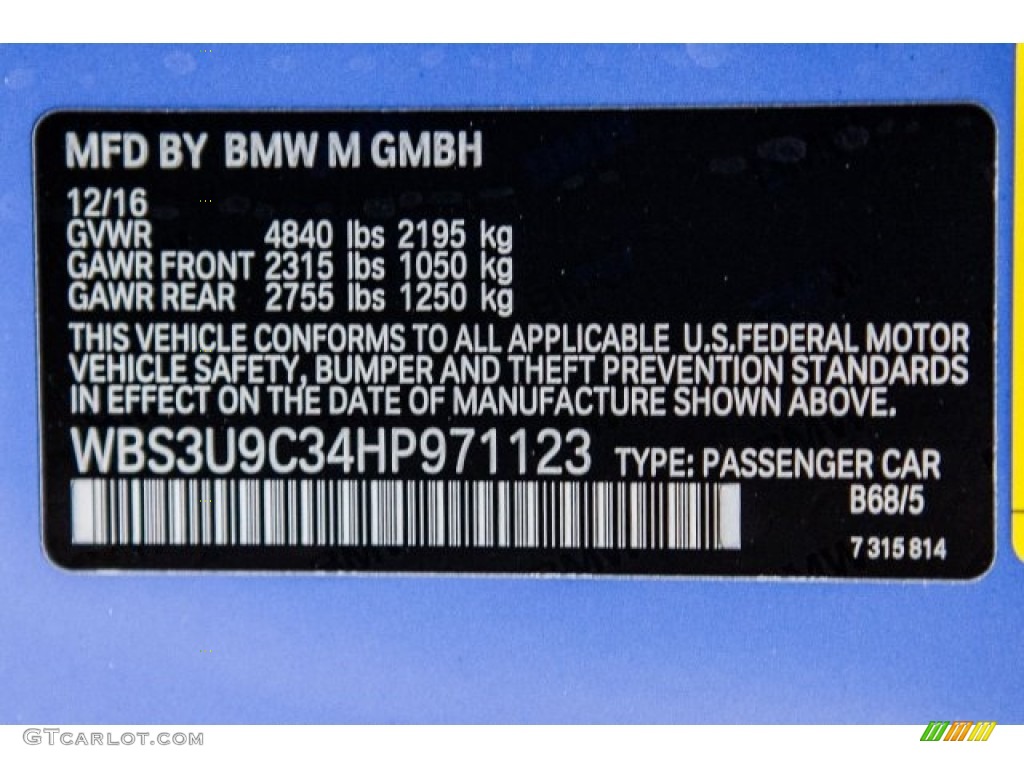 MFD BY BMW M GMBH
12/16
GVWR 4840 lbs 2195 kg
GAWR FRONT 2315 lbs 1050 kg
GAWR REAR 2755 lbs 1250 kg
THIS VEHICLE CONFORMS TO ALL APPLICABLE U.S.FEDERAL MOTOR
VEHICLE SAFETY, BUMPER AND THEFT PREVENTION STANDARDS
IN EFFECT ON THE DATE OF MANUFACTURE SHOWN ABOVE.
WBS3U9C34HP971123 TYPE: PASSENGER CAR
B68/5
7 315 814
GTCARLOT.COM